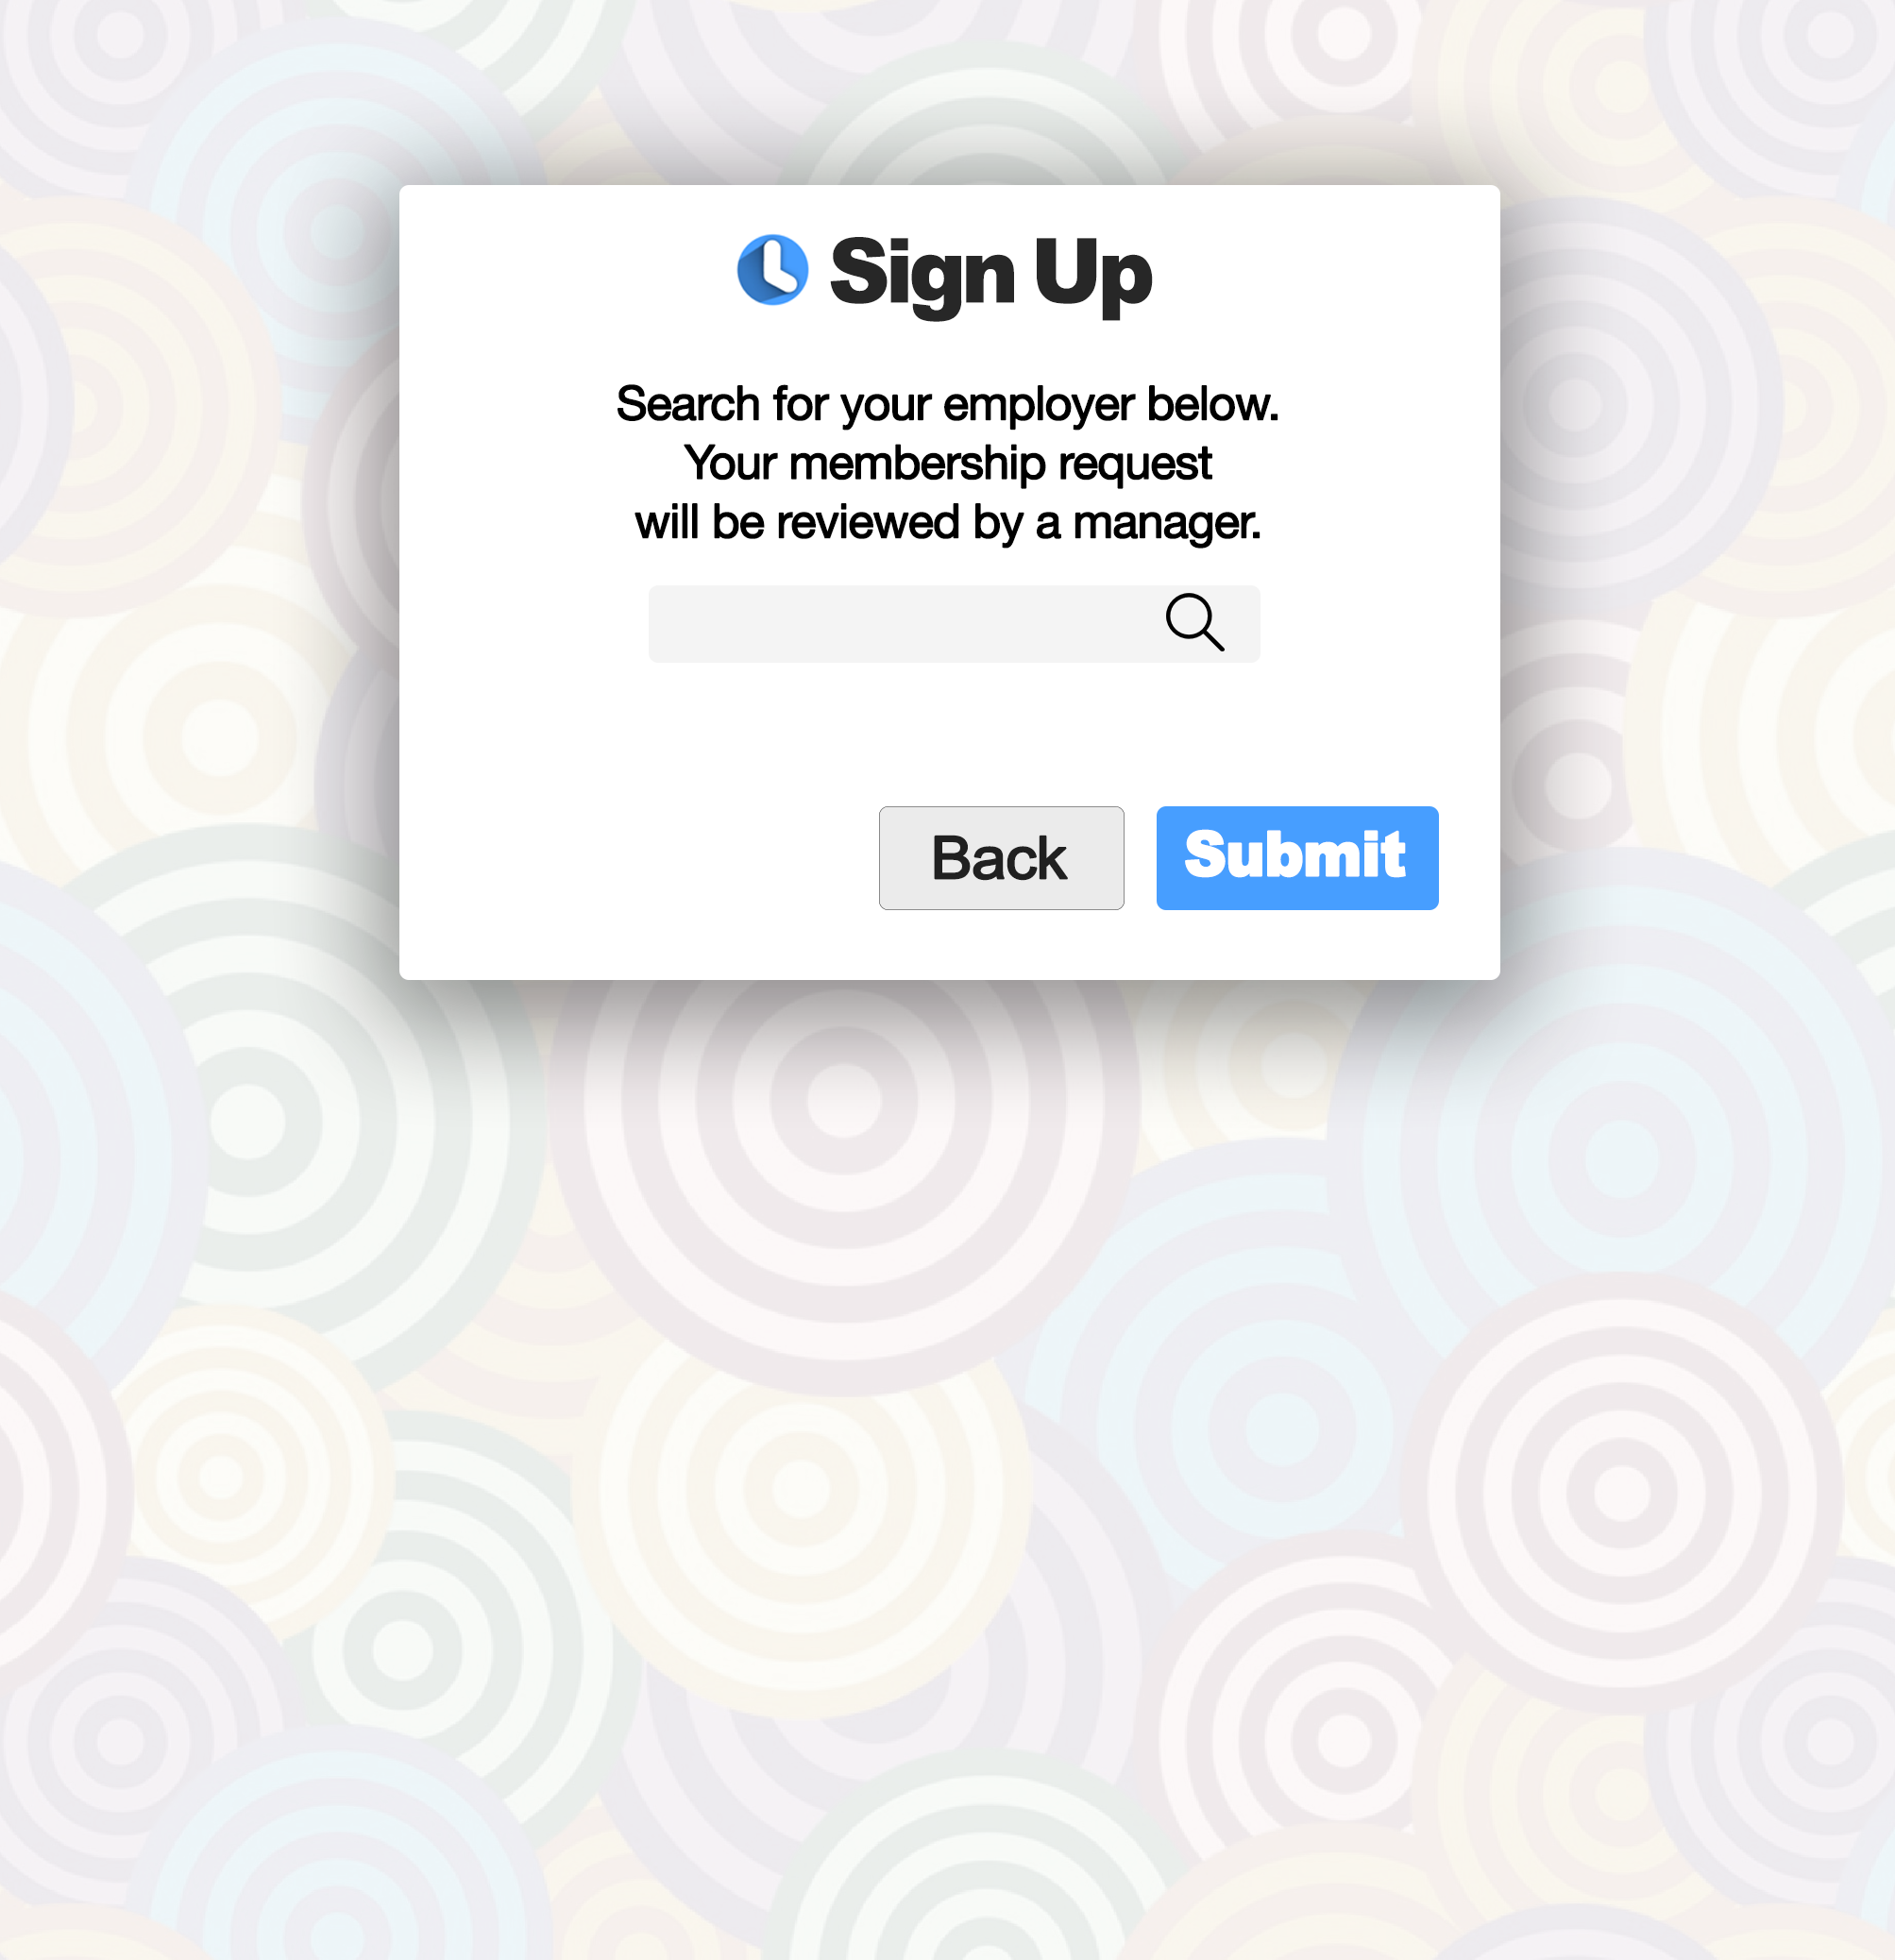 Sign Up
Search for your employer below.
Your membership request
will be reviewed by a manager.
Back
Submit